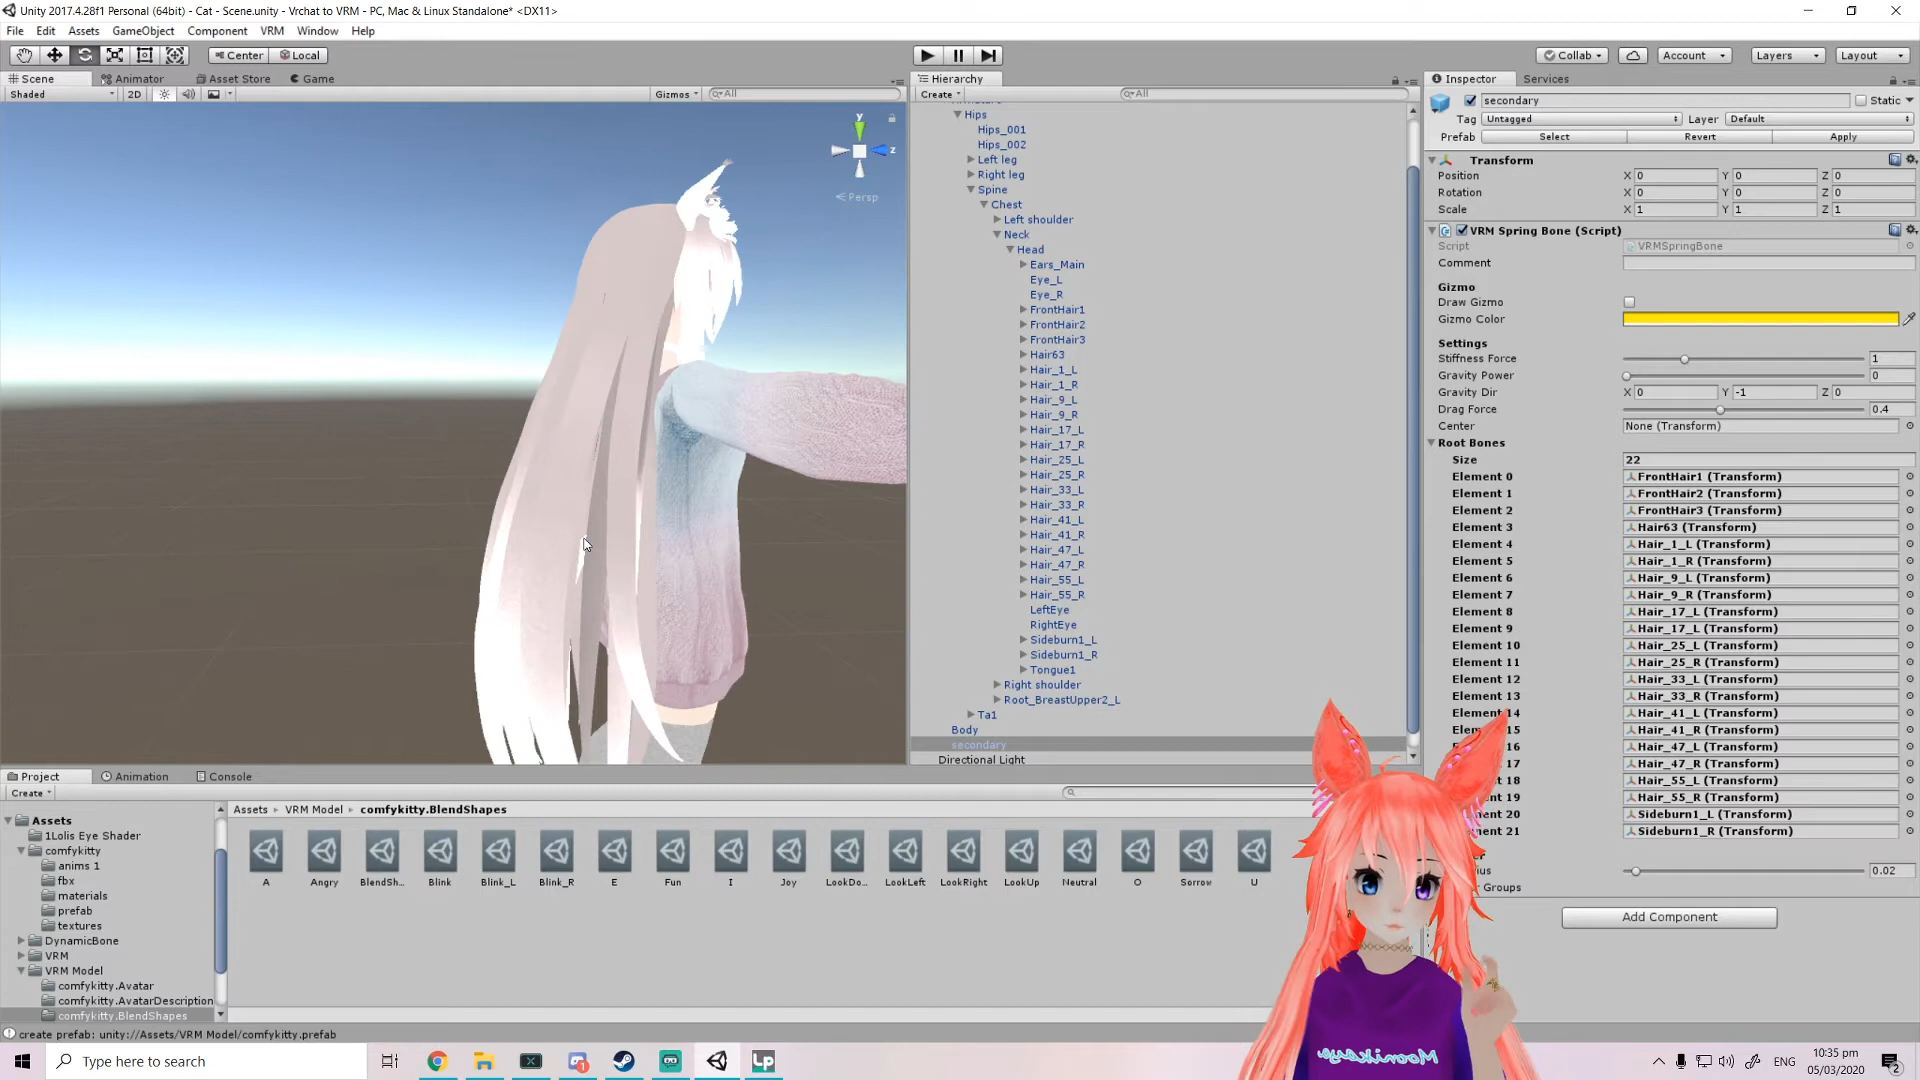 Unity 2017.4.28f1 Personal (64bit) - Cat - Scene.unity - Vrchat to VRM - PC, Mac & Linux Standalone* <DX11>
File Edit Assets GameObject Component VRM Window Help
Center Local Collab Account Layers Layout
Scene Animator Asset Store Game
Shaded 2D Gizmos All
y
z
Persp
Hierarchy
Create All
Hips
Hips_001
Hips_002
Left leg
Right leg
Spine
Chest
Left shoulder
Neck
Head
Ears_Main
Eye_L
Eye_R
FrontHair1
FrontHair2
FrontHair3
Hair63
Hair_1_L
Hair_1_R
Hair_9_L
Hair_9_R
Hair_17_L
Hair_17_R
Hair_25_L
Hair_25_R
Hair_33_L
Hair_33_R
Hair_41_L
Hair_41_R
Hair_47_L
Hair_47_R
Hair_55_L
Hair_55_R
LeftEye
RightEye
Sideburn1_L
Sideburn1_R
Tongue1
Right shoulder
Root_BreastUpper2_L
Ta1
Body
secondary
Directional Light
Inspector Services
secondary Static
Tag Untagged Layer Default
Prefab Select Revert Apply
Transform
Position X 0 Y 0 Z 0
Rotation X 0 Y 0 Z 0
Scale X 1 Y 1 Z 1
VRM Spring Bone (Script)
Script VRMSpringBone
Comment
Gizmo
Draw Gizmo
Gizmo Color
Settings
Stiffness Force 1
Gravity Power 0
Gravity Dir X 0 Y -1 Z 0
Drag Force 0.4
Center None (Transform)
Root Bones
Size 22
Element 0 FrontHair1 (Transform)
Element 1 FrontHair2 (Transform)
Element 2 FrontHair3 (Transform)
Element 3 Hair63 (Transform)
Element 4 Hair_1_L (Transform)
Element 5 Hair_1_R (Transform)
Element 6 Hair_9_L (Transform)
Element 7 Hair_9_R (Transform)
Element 8 Hair_17_L (Transform)
Element 9 Hair_17_L (Transform)
Element 10 Hair_25_L (Transform)
Element 11 Hair_25_R (Transform)
Element 12 Hair_33_L (Transform)
Element 13 Hair_33_R (Transform)
Element 14 Hair_41_L (Transform)
15 Hair_41_R (Transform)
16 Hair_47_L (Transform)
17 Hair_47_R (Transform)
18 Hair_55_L (Transform)
19 Hair_55_R (Transform)
20 Sideburn1_L (Transform)
21 Sideburn1_R (Transform)
0.02
Groups
Add Component
Project Animation Console
Create
Assets
1Lolis Eye Shader
comfykitty
anims 1
fbx
materials
prefab
textures
DynamicBone
VRM
VRM Model
comfykitty.Avatar
comfykitty.AvatarDescription
comfykitty.BlendShapes
Assets VRM Model comfykitty.BlendShapes
A Angry BlendSh... Blink Blink_L Blink_R E Fun I Joy LookDo... LookLeft LookRight LookUp Neutral O Sorrow U
create prefab: unity://Assets/VRM Model/comfykitty.prefab
Moonikayo
Type here to search
1
Lp
ENG
10:35 pm
05/03/2020
2